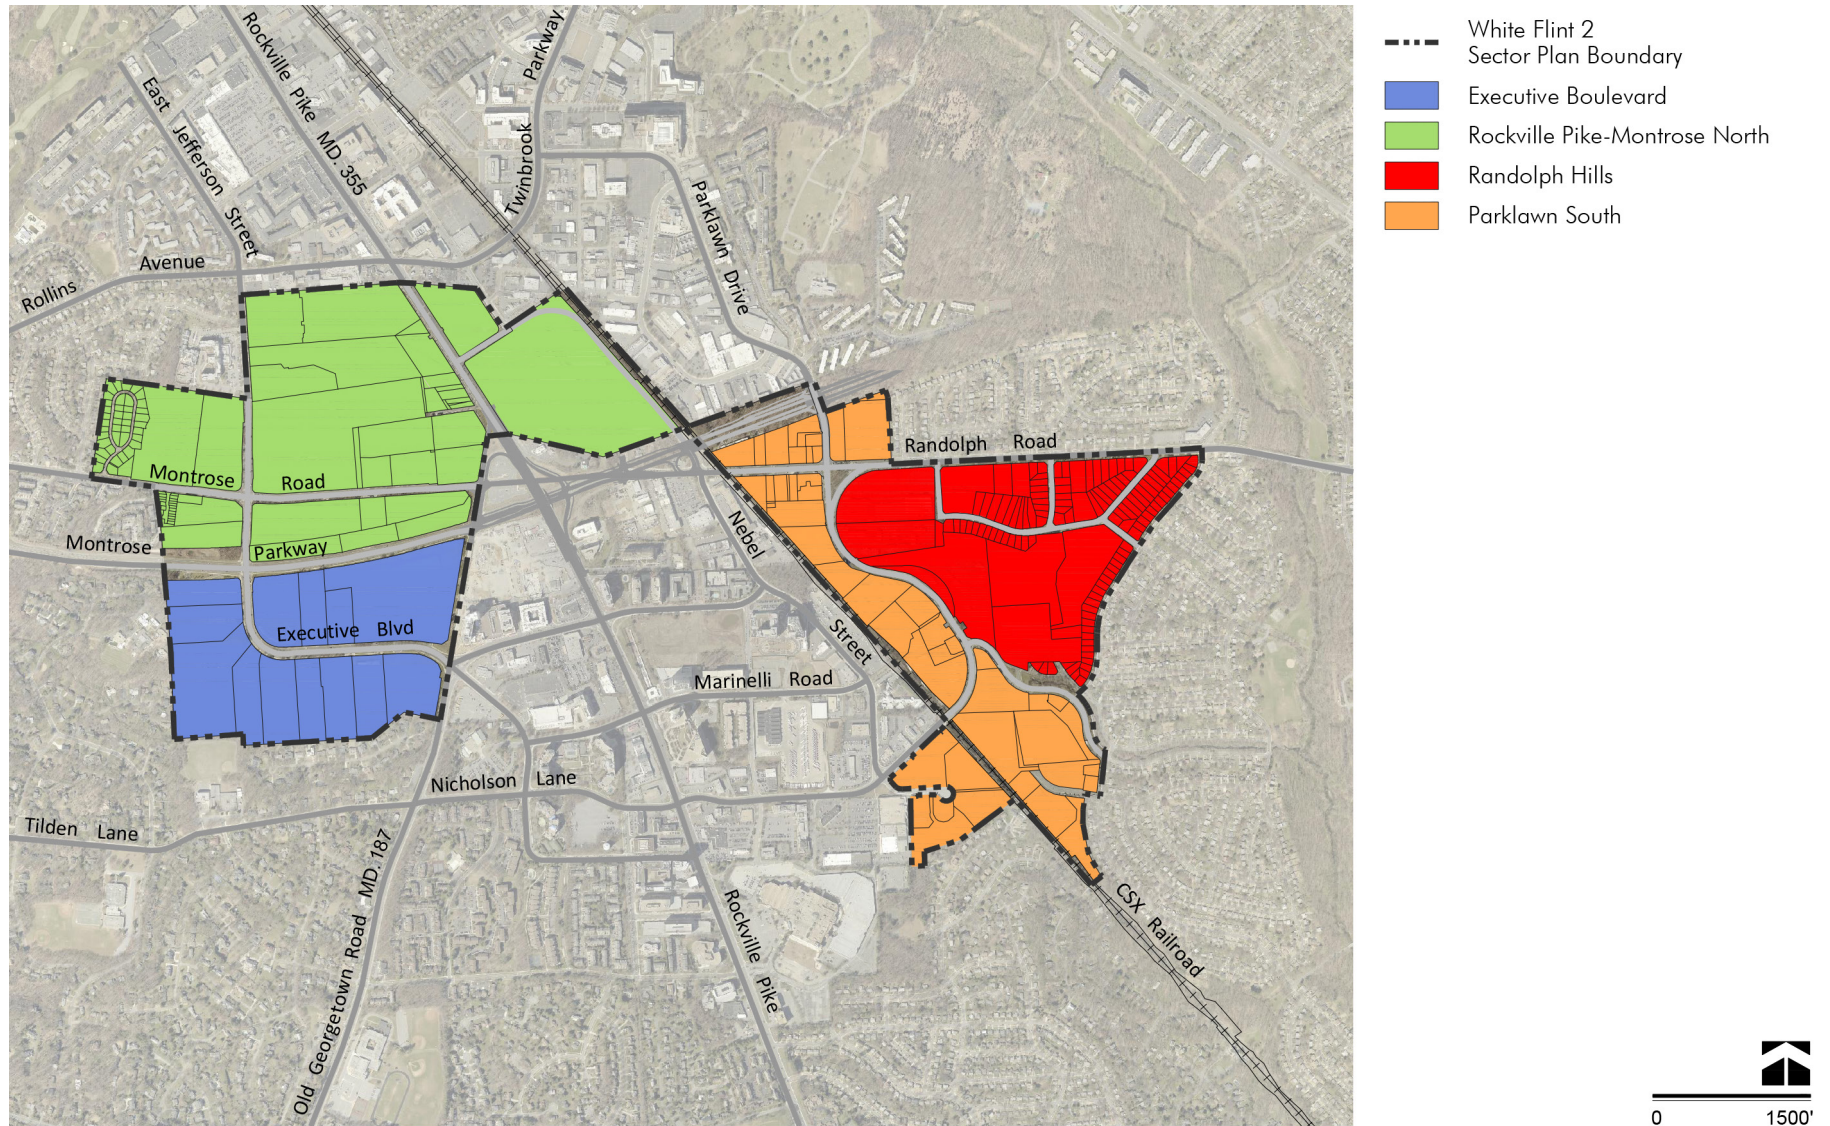 White Flint 2
Sector Plan Boundary
Executive Boulevard
Rockville Pike-Montrose North
Randolph Hills
Parklawn South
Rockville Pike MD. 355
East Jefferson Street
Twinbrook Parkway
Parklawn Drive
Rollins Avenue
Randolph Road
Montrose Road
Montrose Parkway
Nebel Street
Executive Blvd
Marinelli Road
Nicholson Lane
Tilden Lane
Old Georgetown Road MD. 187
Rockville Pike
CSX Railroad
0 1500'